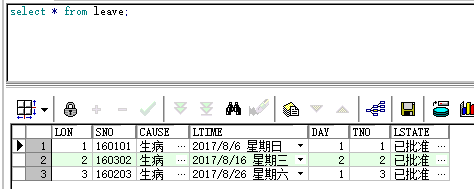 select * from leave;
LON SNO CAUSE LTIME DAY TNO LSTATE
1 1 160101 生病 … 2017/8/6 星期日 1 1 已批准 …
2 2 160302 生病 … 2017/8/16 星期三 2 2 已批准 …
3 3 160203 生病 … 2017/8/26 星期六 1 3 已批准 …